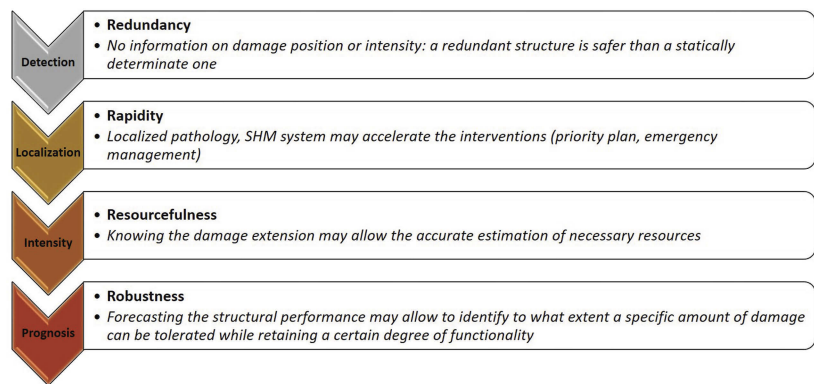 Detection
• Redundancy
• No information on damage position or intensity: a redundant structure is safer than a statically
determinate one
Localization
• Rapidity
• Localized pathology, SHM system may accelerate the interventions (priority plan, emergency
management)
Intensity
• Resourcefulness
• Knowing the damage extension may allow the accurate estimation of necessary resources
Prognosis
• Robustness
• Forecasting the structural performance may allow to identify to what extent a specific amount of damage
can be tolerated while retaining a certain degree of functionality